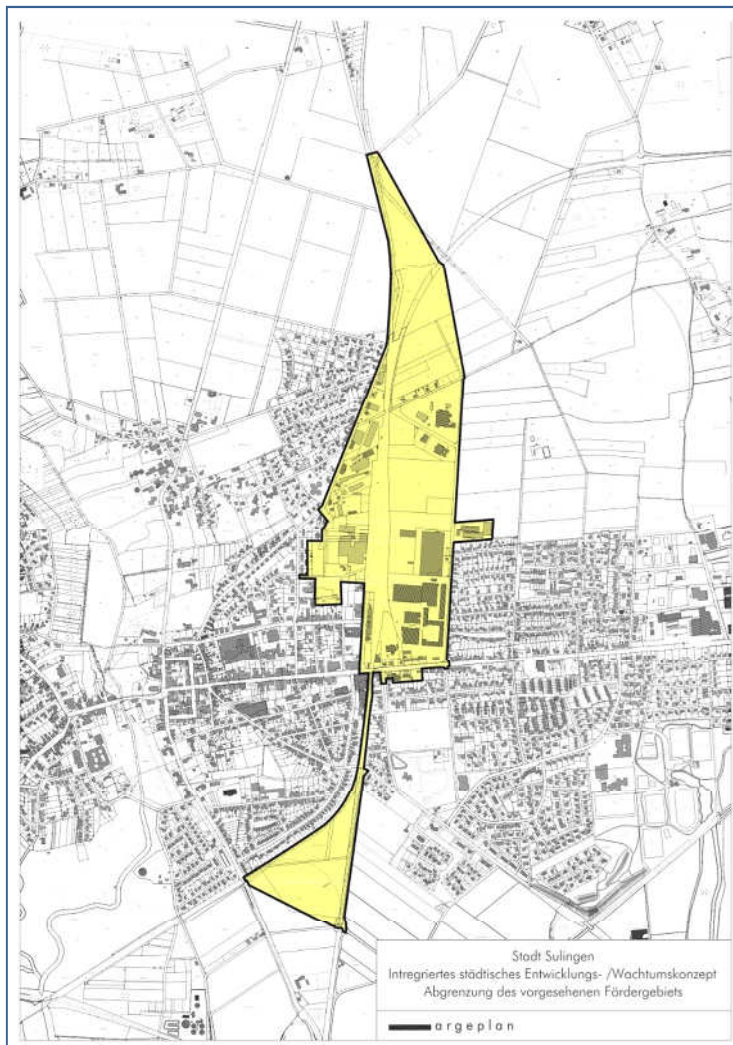 Stadt Sulingen
Intregriertes städtisches Entwicklungs- /Wachtumskonzept
Abgrenzung des vorgesehenen Fördergebiets
argeplan